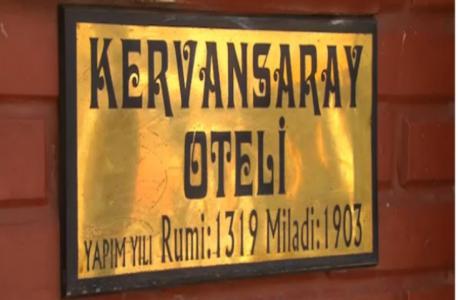 KERVANSARAY
OTELİ
YAPIM YILI Rumi:1319 Miladi:1903